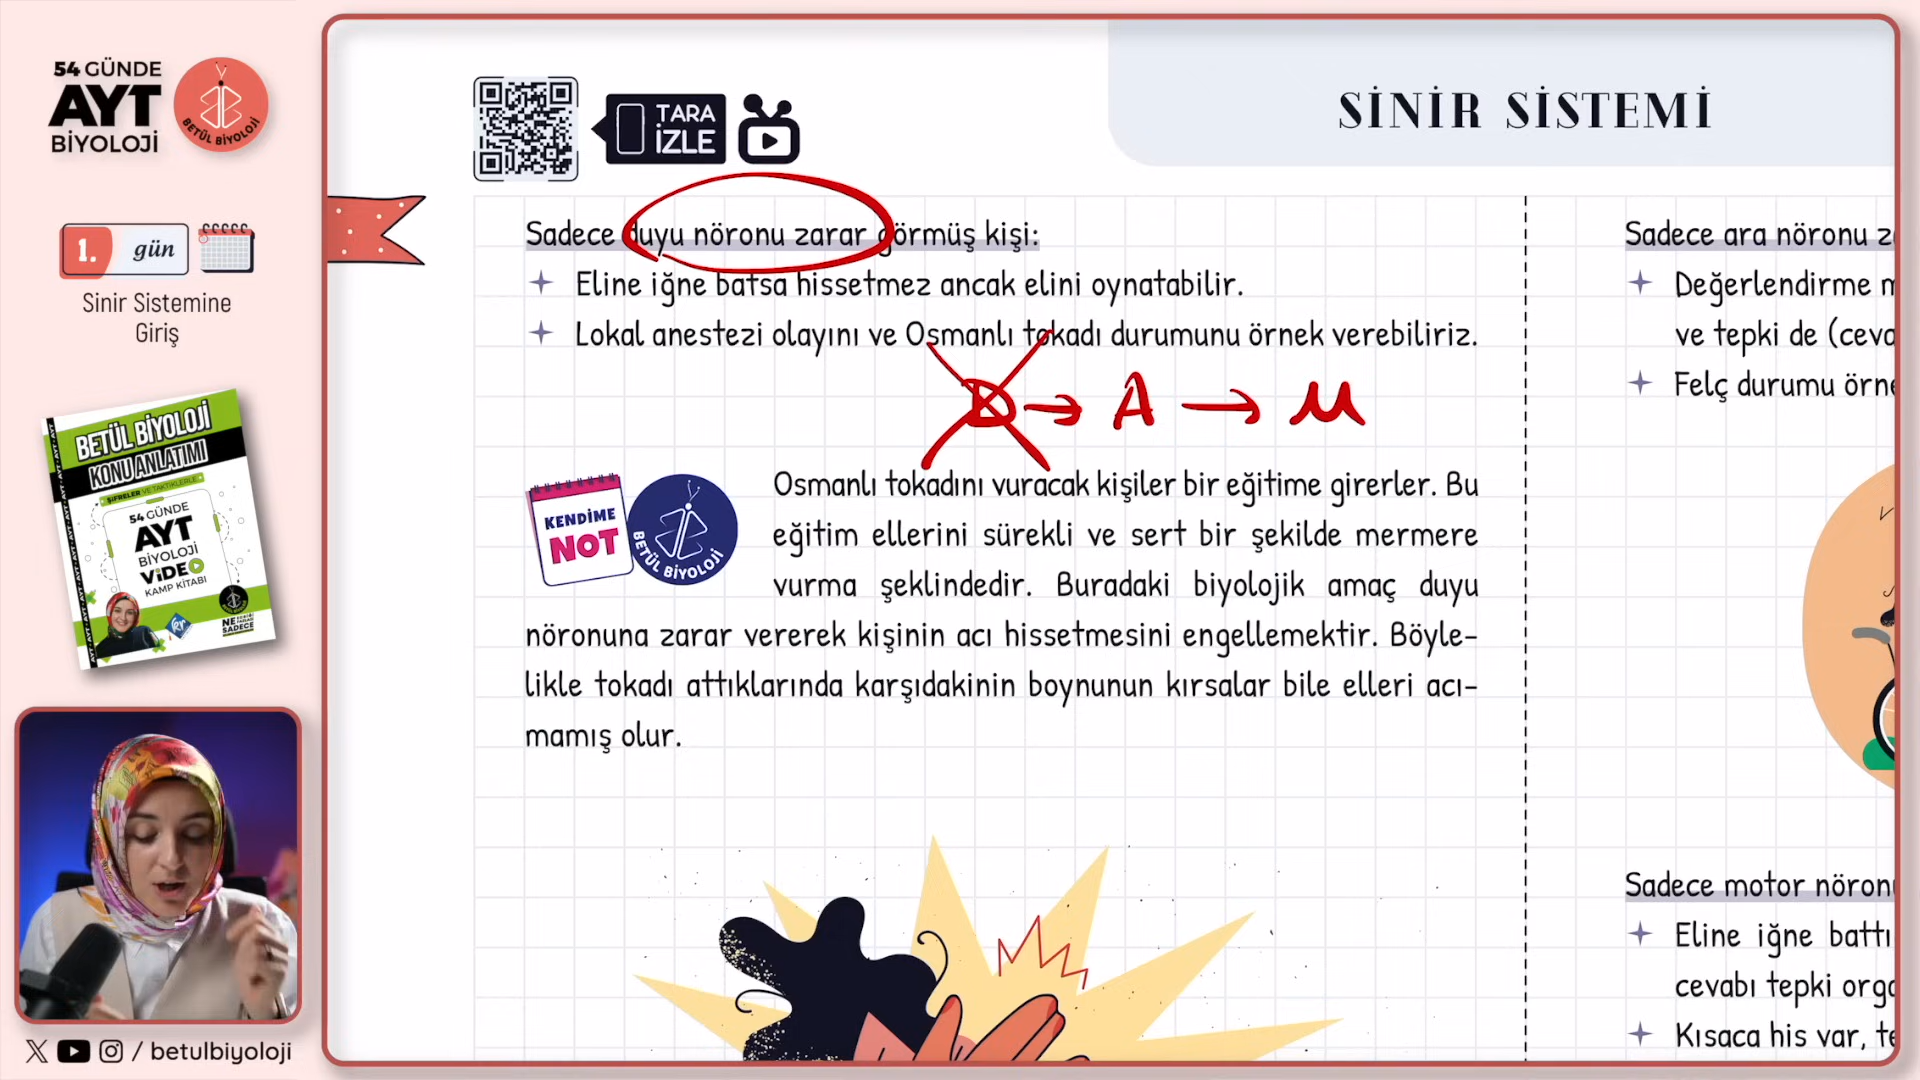 54 GÜNDE
AYT
BİYOLOJİ
BETÜL BİYOLOJİ
1. gün
Sinir Sistemine
Giriş
BETÜL BİYOLOJİ
KONU ANLATIMI
ŞİFRELER VE TAKTİKLERLE
54 GÜNDE
AYT
BİYOLOJİ
VİDEO
KAMP KİTABI
/ betulbiyoloji
TARA
İZLE
SİNİR SİSTEMİ
Sadece duyu nöronu zarar görmüş kişi:
Eline iğne batsa hissetmez ancak elini oynatabilir.
Lokal anestezi olayını ve Osmanlı tokadı durumunu örnek verebiliriz.
D → A → M
KENDİME
NOT
BETÜL BİYOLOJİ
Osmanlı tokadını vuracak kişiler bir eğitime girerler. Bu
eğitim ellerini sürekli ve sert bir şekilde mermere
vurma şeklindedir. Buradaki biyolojik amaç duyu
nöronuna zarar vererek kişinin acı hissetmesini engellemektir. Böyle-
likle tokadı attıklarında karşıdakinin boynunun kırsalar bile elleri acı-
mamış olur.
Sadece ara nöronu z
Değerlendirme
ve tepki de (ceva
Felç durumu örne
Sadece motor nöron
Eline iğne battı
cevabı tepki orga
Kısaca his var, te